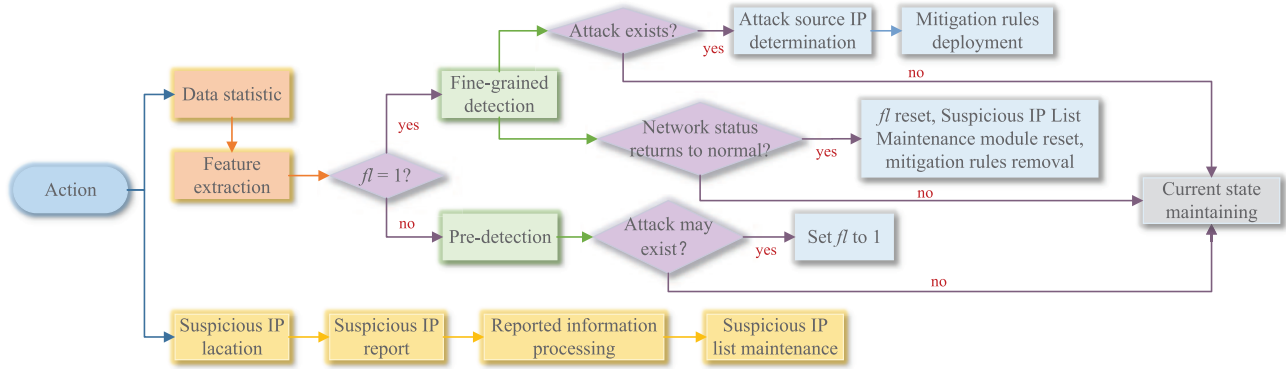 Action
Data statistic
Feature
extraction
fl = 1?
yes
no
Fine-grained
detection
Attack exists?
yes
no
Attack source IP
determination
Mitigation rules
deployment
Network status
returns to normal?
yes
no
fl reset, Suspicious IP List
Maintenance module reset,
mitigation rules removal
Pre-detection
Attack may
exist?
yes
no
Set fl to 1
Current state
maintaining
Suspicious IP
lacation
Suspicious IP
report
Reported information
processing
Suspicious IP
list maintenance